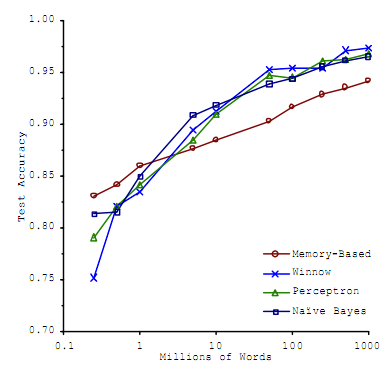 1.00
0.95
0.90
0.85
0.80
0.75
0.70
Test Accuracy
0.1
1
10
100
1000
Millions of Words
Memory-Based
Winnow
Perceptron
Naïve Bayes